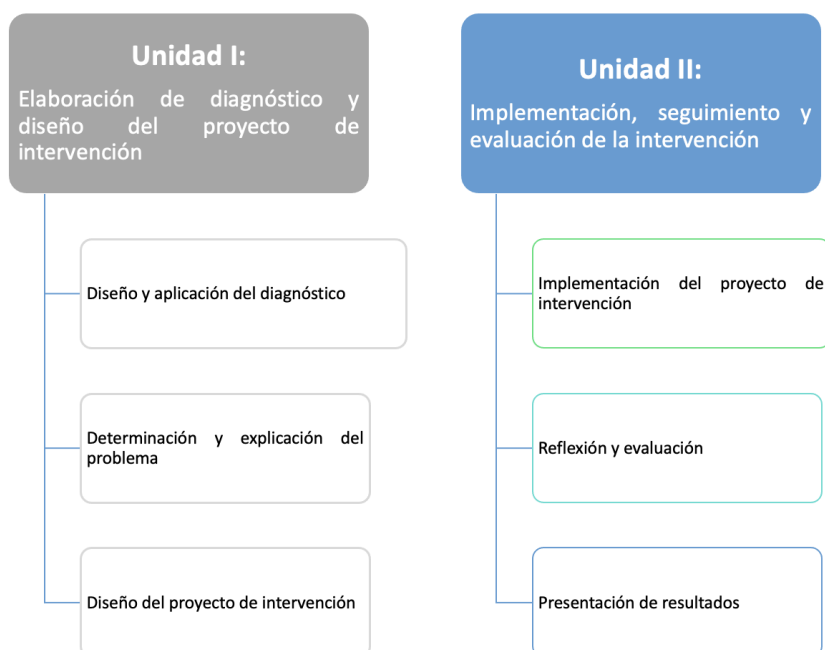 Unidad I:
Elaboración de diagnóstico y
diseño del proyecto de
intervención
Diseño y aplicación del diagnóstico
Determinación y explicación del
problema
Diseño del proyecto de intervención
Unidad II:
Implementación, seguimiento y
evaluación de la intervención
Implementación del proyecto de
intervención
Reflexión y evaluación
Presentación de resultados